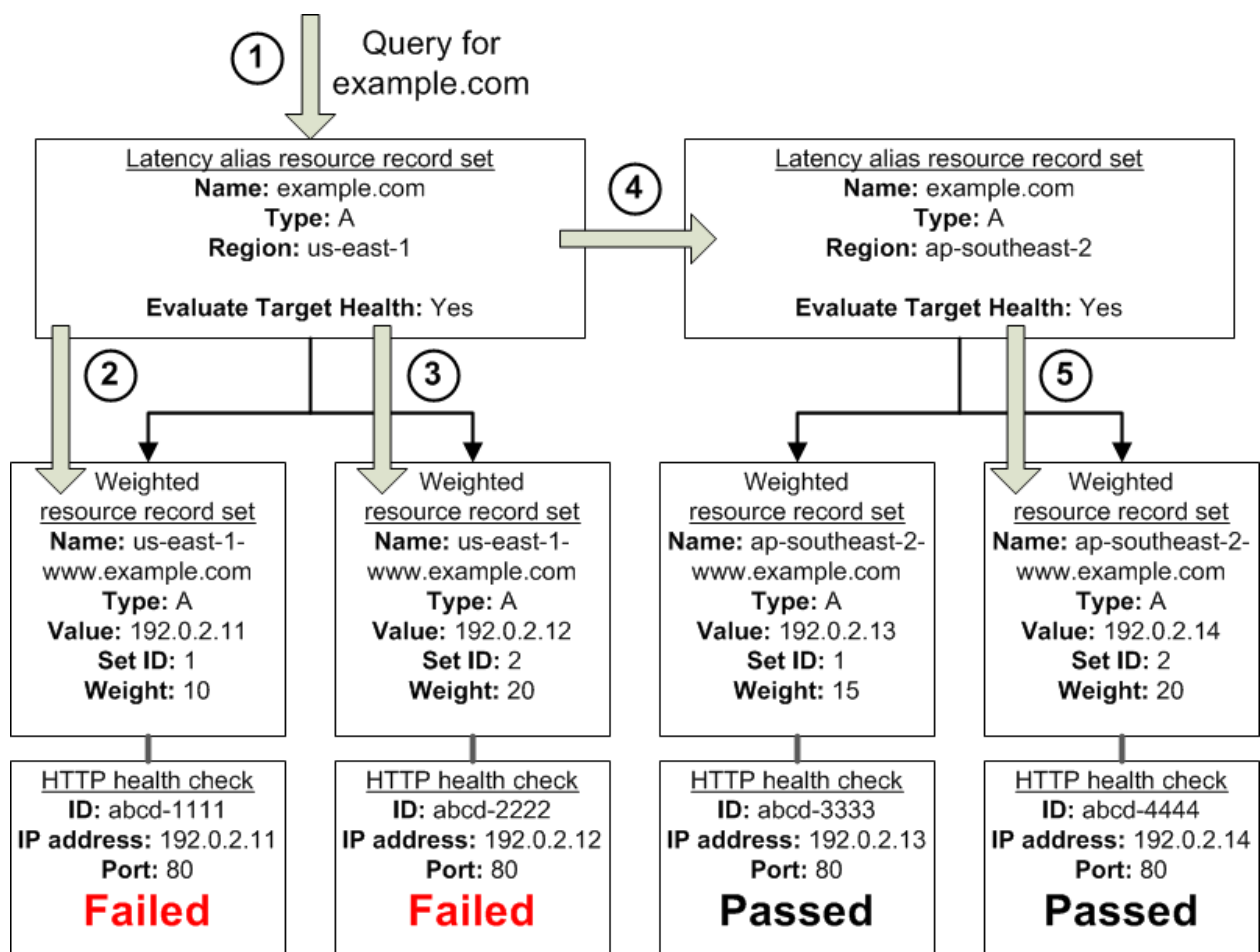 1
Query for
example.com
Latency alias resource record set
Name: example.com
Type: A
Region: us-east-1
Evaluate Target Health: Yes
4
Latency alias resource record set
Name: example.com
Type: A
Region: ap-southeast-2
Evaluate Target Health: Yes
2
3
5
Weighted
resource record set
Name: us-east-1-
www.example.com
Type: A
Value: 192.0.2.11
Set ID: 1
Weight: 10
Weighted
resource record set
Name: us-east-1-
www.example.com
Type: A
Value: 192.0.2.12
Set ID: 2
Weight: 20
Weighted
resource record set
Name: ap-southeast-2-
www.example.com
Type: A
Value: 192.0.2.13
Set ID: 1
Weight: 15
Weighted
resource record set
Name: ap-southeast-2-
www.example.com
Type: A
Value: 192.0.2.14
Set ID: 2
Weight: 20
HTTP health check
ID: abcd-1111
IP address: 192.0.2.11
Port: 80
Failed
HTTP health check
ID: abcd-2222
IP address: 192.0.2.12
Port: 80
Failed
HTTP health check
ID: abcd-3333
IP address: 192.0.2.13
Port: 80
Passed
HTTP health check
ID: abcd-4444
IP address: 192.0.2.14
Port: 80
Passed